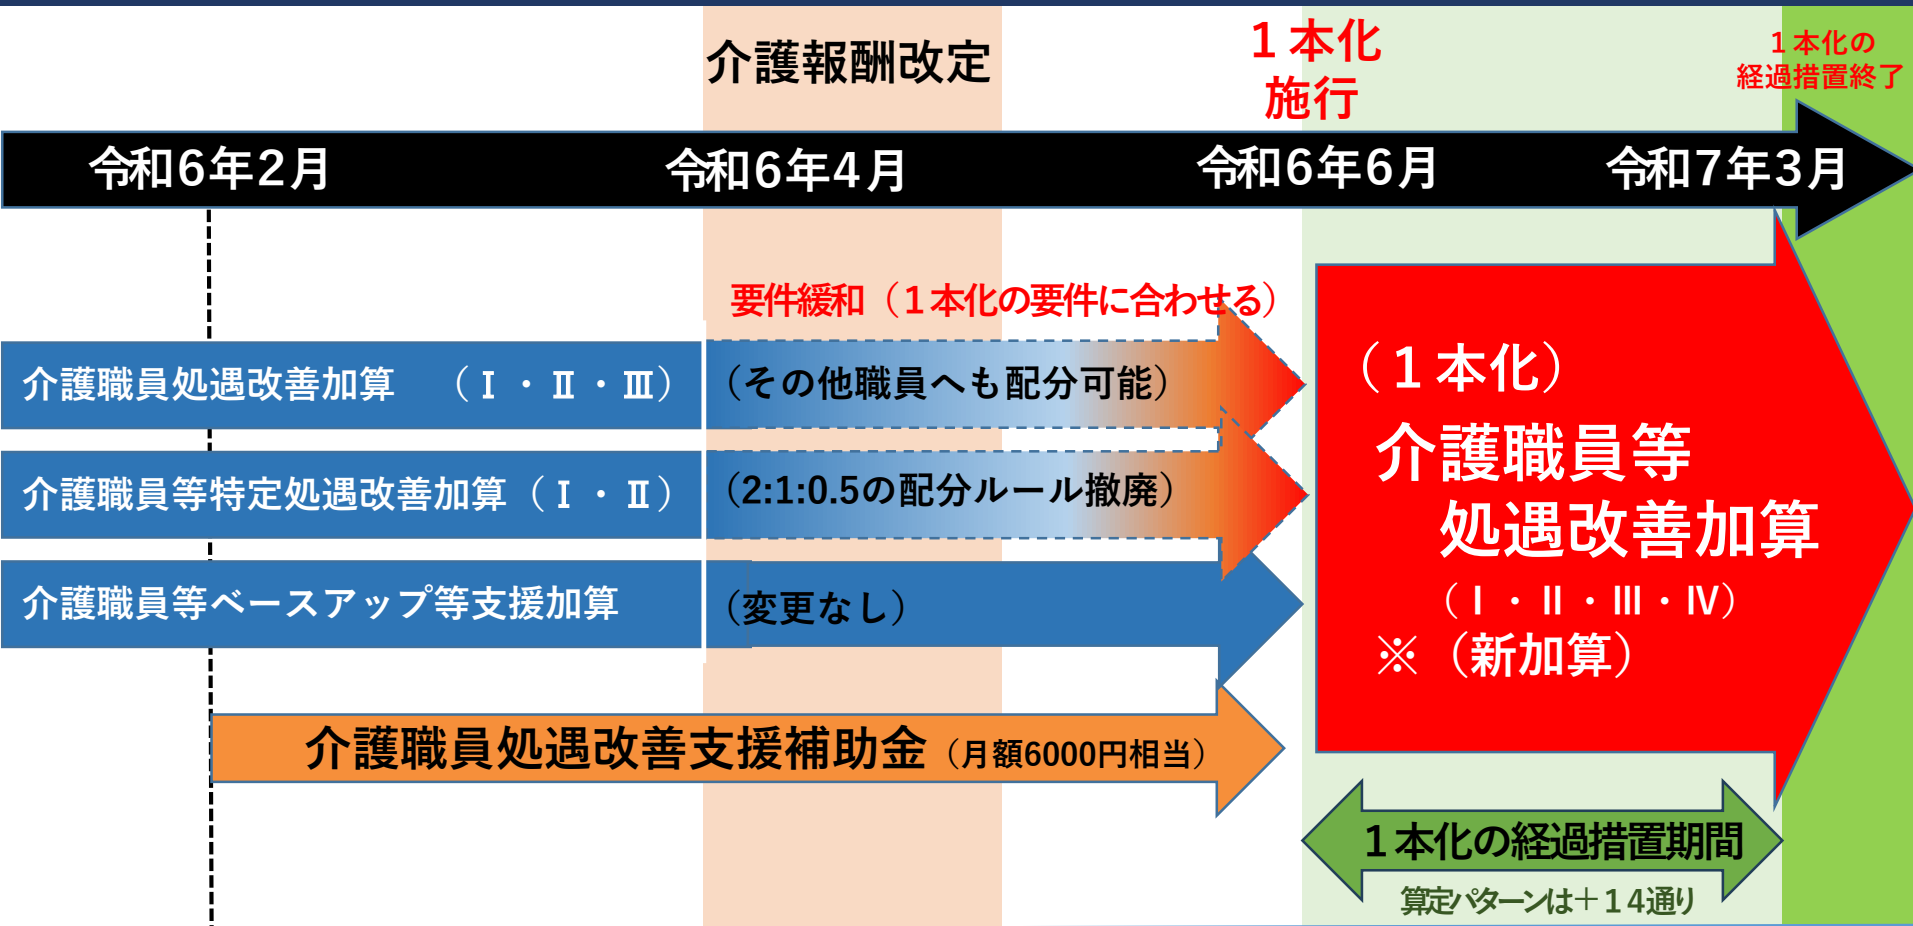 介護報酬改定
１本化
施行
１本化の
経過措置終了
令和6年2月
令和6年4月
令和6年6月
令和7年3月
要件緩和（１本化の要件に合わせる）
介護職員処遇改善加算　（Ⅰ・Ⅱ・Ⅲ）
（その他職員へも配分可能）
介護職員等特定処遇改善加算（Ⅰ・Ⅱ）
（2:1:0.5の配分ルール撤廃）
介護職員等ベースアップ等支援加算
（変更なし）
介護職員処遇改善支援補助金（月額6000円相当）
（１本化）
介護職員等
処遇改善加算
（Ⅰ・Ⅱ・Ⅲ・Ⅳ）
※（新加算）
１本化の経過措置期間
算定パターンは＋１４通り